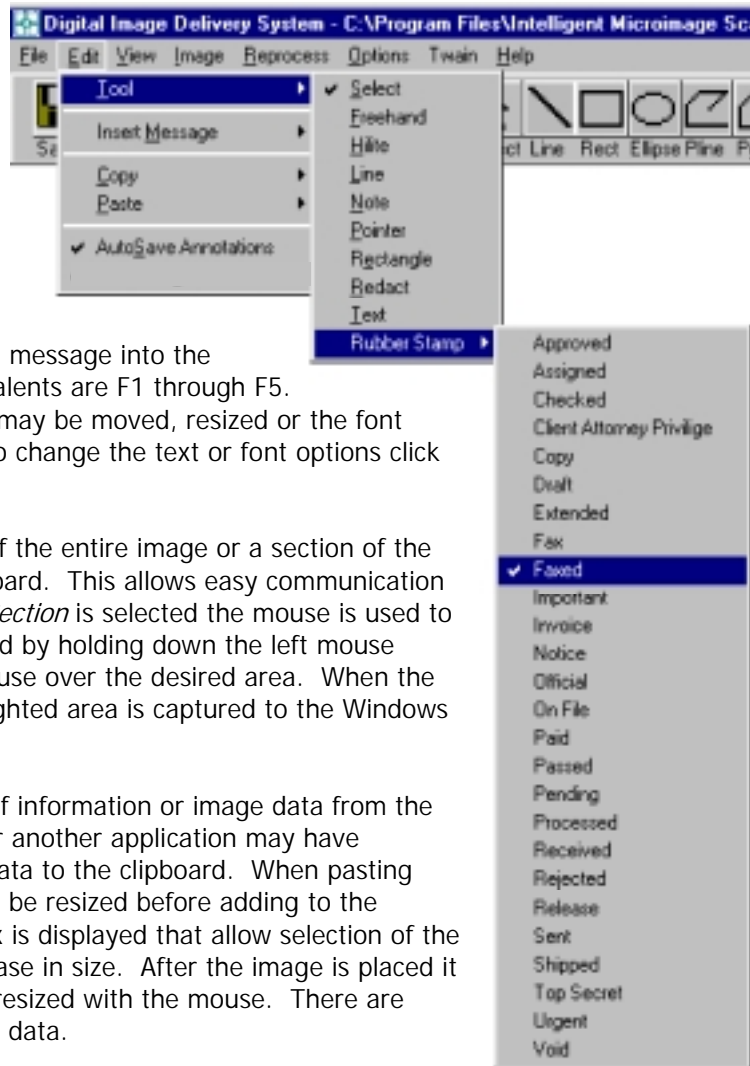 Digital Image Delivery System - C:\Program Files\Intelligent Microimage Sc
File Edit View Image Reprocess Options Twain Help
Sa
ect Line Rect Ellipse Pline P
Tool
Insert Message
Copy
Paste
AutoSave Annotations
Select
Freehand
Hilite
Line
Note
Pointer
Rectangle
Redact
Text
Rubber Stamp
Approved
Assigned
Checked
Client Attorney Privilige
Copy
Draft
Extended
Fax
Faxed
Important
Invoice
Notice
Official
On File
Paid
Passed
Pending
Processed
Received
Rejected
Release
Sent
Shipped
Top Secret
Urgent
Void
message into the
alents are F1 through F5.
may be moved, resized or the font
o change the text or font options click
f the entire image or a section of the
oard. This allows easy communication
ection is selected the mouse is used to
d by holding down the left mouse
use over the desired area. When the
ghted area is captured to the Windows
f information or image data from the
r another application may have
ata to the clipboard. When pasting
be resized before adding to the
x is displayed that allow selection of the
ase in size. After the image is placed it
resized with the mouse. There are
data.